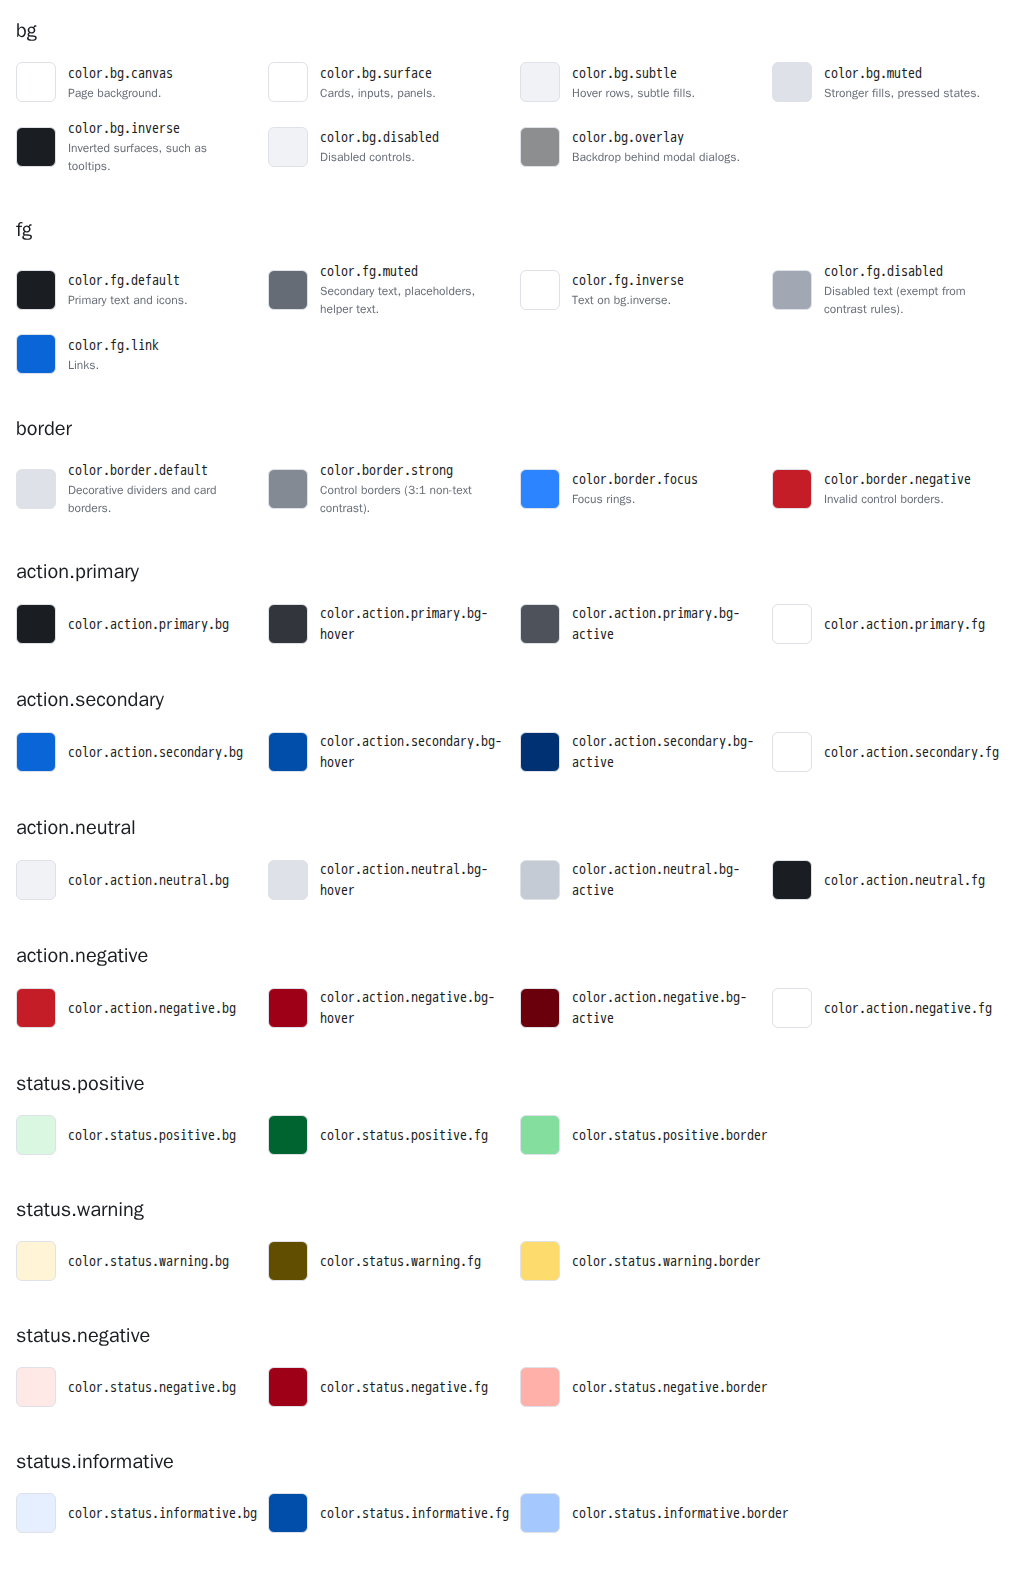 bg
color.bg.canvas
Page background.
color.bg.surface
Cards, inputs, panels.
color.bg.subtle
Hover rows, subtle fills.
color.bg.muted
Stronger fills, pressed states.
color.bg.inverse
Inverted surfaces, such as
tooltips.
color.bg.disabled
Disabled controls.
color.bg.overlay
Backdrop behind modal dialogs.
fg
color.fg.default
Primary text and icons.
color.fg.muted
Secondary text, placeholders,
helper text.
color.fg.inverse
Text on bg.inverse.
color.fg.disabled
Disabled text (exempt from
contrast rules).
color.fg.link
Links.
border
color.border.default
Decorative dividers and card
borders.
color.border.strong
Control borders (3:1 non-text
contrast).
color.border.focus
Focus rings.
color.border.negative
Invalid control borders.
action.primary
color.action.primary.bg
color.action.primary.bg-
hover
color.action.primary.bg-
active
color.action.primary.fg
action.secondary
color.action.secondary.bg
color.action.secondary.bg-
hover
color.action.secondary.bg-
active
color.action.secondary.fg
action.neutral
color.action.neutral.bg
color.action.neutral.bg-
hover
color.action.neutral.bg-
active
color.action.neutral.fg
action.negative
color.action.negative.bg
color.action.negative.bg-
hover
color.action.negative.bg-
active
color.action.negative.fg
status.positive
color.status.positive.bg
color.status.positive.fg
color.status.positive.border
status.warning
color.status.warning.bg
color.status.warning.fg
color.status.warning.border
status.negative
color.status.negative.bg
color.status.negative.fg
color.status.negative.border
status.informative
color.status.informative.bg
color.status.informative.fg
color.status.informative.border